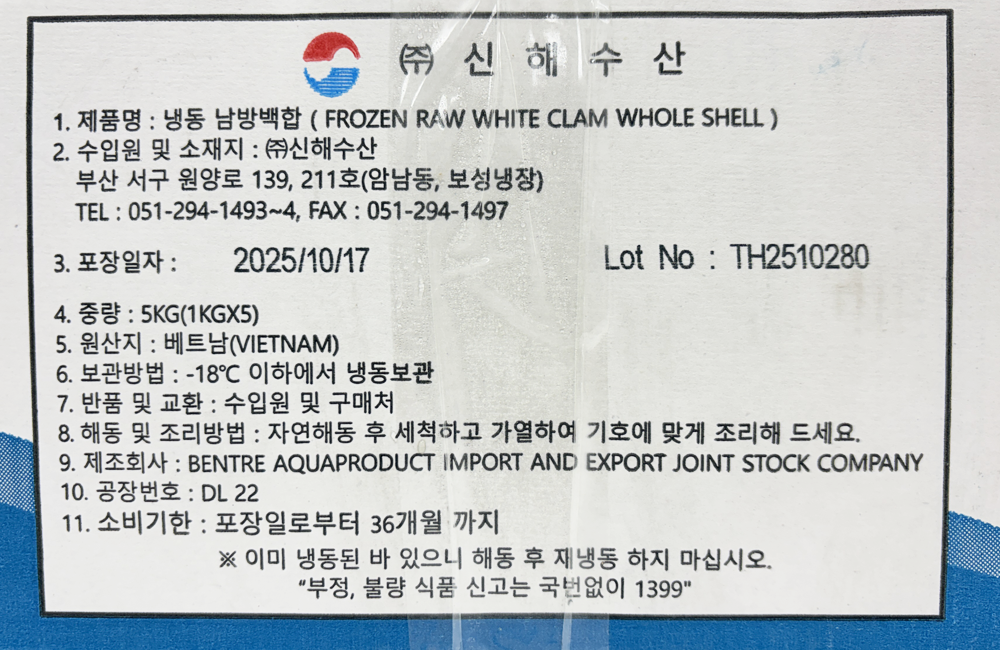 ㈜ 신 해 수 산
1. 제품명 : 냉동 남방백합 ( FROZEN RAW WHITE CLAM WHOLE SHELL )
2. 수입원 및 소재지 : ㈜신해수산
부산 서구 원양로 139, 211호(암남동, 보성냉장)
TEL : 051-294-1493~4, FAX : 051-294-1497
3. 포장일자 : 2025/10/17 Lot No : TH2510280
4. 중량 : 5KG(1KGX5)
5. 원산지 : 베트남(VIETNAM)
6. 보관방법 : -18℃ 이하에서 냉동보관
7. 반품 및 교환 : 수입원 및 구매처
8. 해동 및 조리방법 : 자연해동 후 세척하고 가열하여 기호에 맞게 조리해 드세요.
9. 제조회사 : BENTRE AQUAPRODUCT IMPORT AND EXPORT JOINT STOCK COMPANY
10. 공장번호 : DL 22
11. 소비기한 : 포장일로부터 36개월 까지
※ 이미 냉동된 바 있으니 해동 후 재냉동 하지 마십시오.
“부정, 불량 식품 신고는 국번없이 1399"